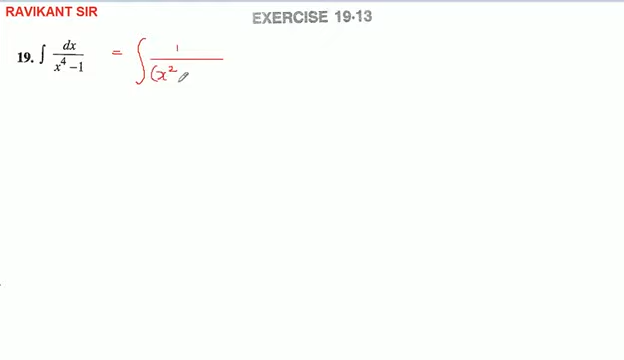 RAVIKANT SIR
EXERCISE 19·13
19. ∫ dx / (x⁴ – 1) = ∫ 1 / (x²